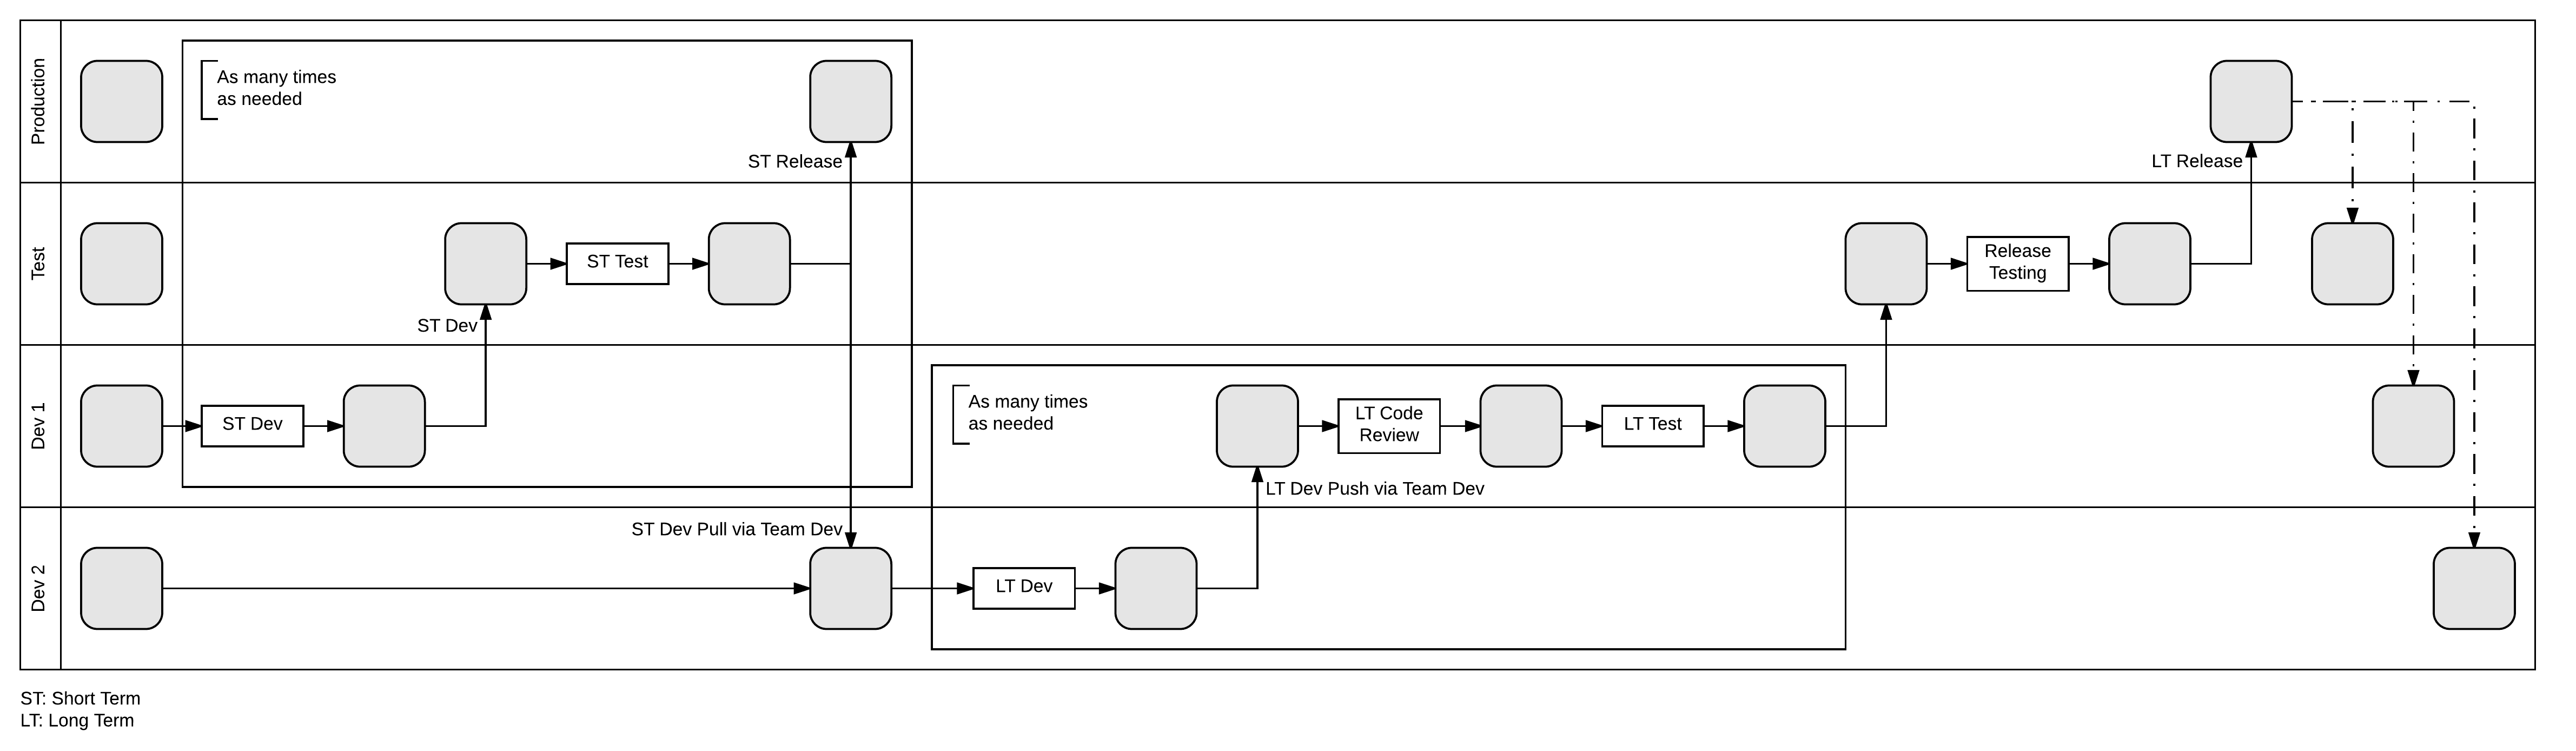 Production
As many times
as needed
ST Release
LT Release
Test
ST Test
Release
Testing
ST Dev
Dev 1
ST Dev
As many times
as needed
LT Code
Review
LT Test
LT Dev Push via Team Dev
ST Dev Pull via Team Dev
Dev 2
LT Dev
ST: Short Term
LT: Long Term